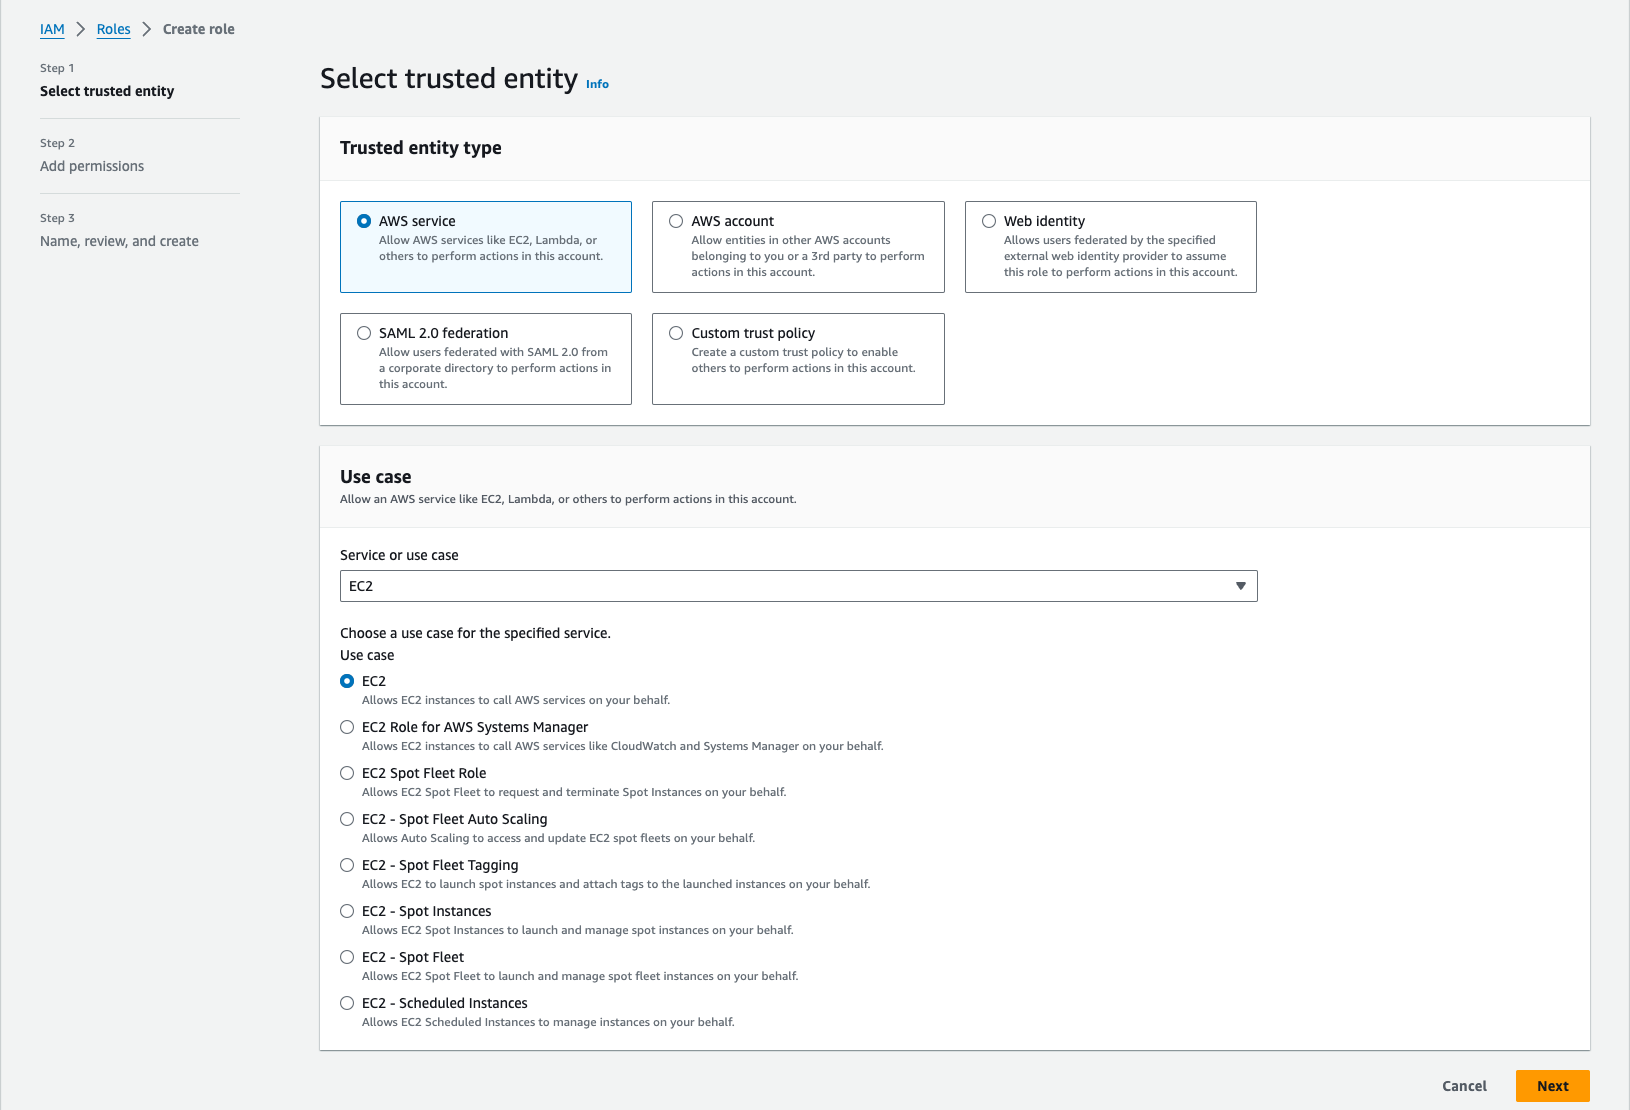 IAM > Roles > Create role
Step 1
Select trusted entity
Step 2
Add permissions
Step 3
Name, review, and create
Select trusted entity Info
Trusted entity type
AWS service
Allow AWS services like EC2, Lambda, or
others to perform actions in this account.
AWS account
Allow entities in other AWS accounts
belonging to you or a 3rd party to perform
actions in this account.
Web identity
Allows users federated by the specified
external web identity provider to assume
this role to perform actions in this account.
SAML 2.0 federation
Allow users federated with SAML 2.0 from
a corporate directory to perform actions in
this account.
Custom trust policy
Create a custom trust policy to enable
others to perform actions in this account.
Use case
Allow an AWS service like EC2, Lambda, or others to perform actions in this account.
Service or use case
EC2
Choose a use case for the specified service.
Use case
EC2
Allows EC2 instances to call AWS services on your behalf.
EC2 Role for AWS Systems Manager
Allows EC2 instances to call AWS services like CloudWatch and Systems Manager on your behalf.
EC2 Spot Fleet Role
Allows EC2 Spot Fleet to request and terminate Spot Instances on your behalf.
EC2 - Spot Fleet Auto Scaling
Allows Auto Scaling to access and update EC2 spot fleets on your behalf.
EC2 - Spot Fleet Tagging
Allows EC2 to launch spot instances and attach tags to the launched instances on your behalf.
EC2 - Spot Instances
Allows EC2 Spot Instances to launch and manage spot instances on your behalf.
EC2 - Spot Fleet
Allows EC2 Spot Fleet to launch and manage spot fleet instances on your behalf.
EC2 - Scheduled Instances
Allows EC2 Scheduled Instances to manage instances on your behalf.
Cancel Next